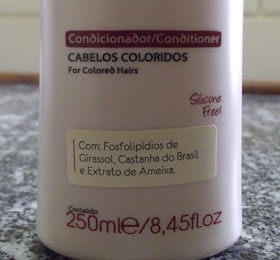 Condicionador/Conditioner
CABELOS COLORIDOS
For Colored Hairs
Silicone
Free!
Com: Fosfolipídios de
Girassol, Castanha do Brasil
e Extrato de Ameixa.
Conteúdo:
250ml e/8,45fl.oz